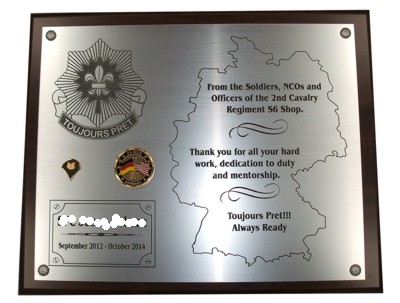 TOUJOURS PRET
From the Soldiers, NCOs and
Officers of the 2nd Cavalry
Regiment S6 Shop.
Thank you for all your hard
work, dedication to duty
and mentorship.
Toujours Pret!!!
Always Ready
September 2012 - October 2014